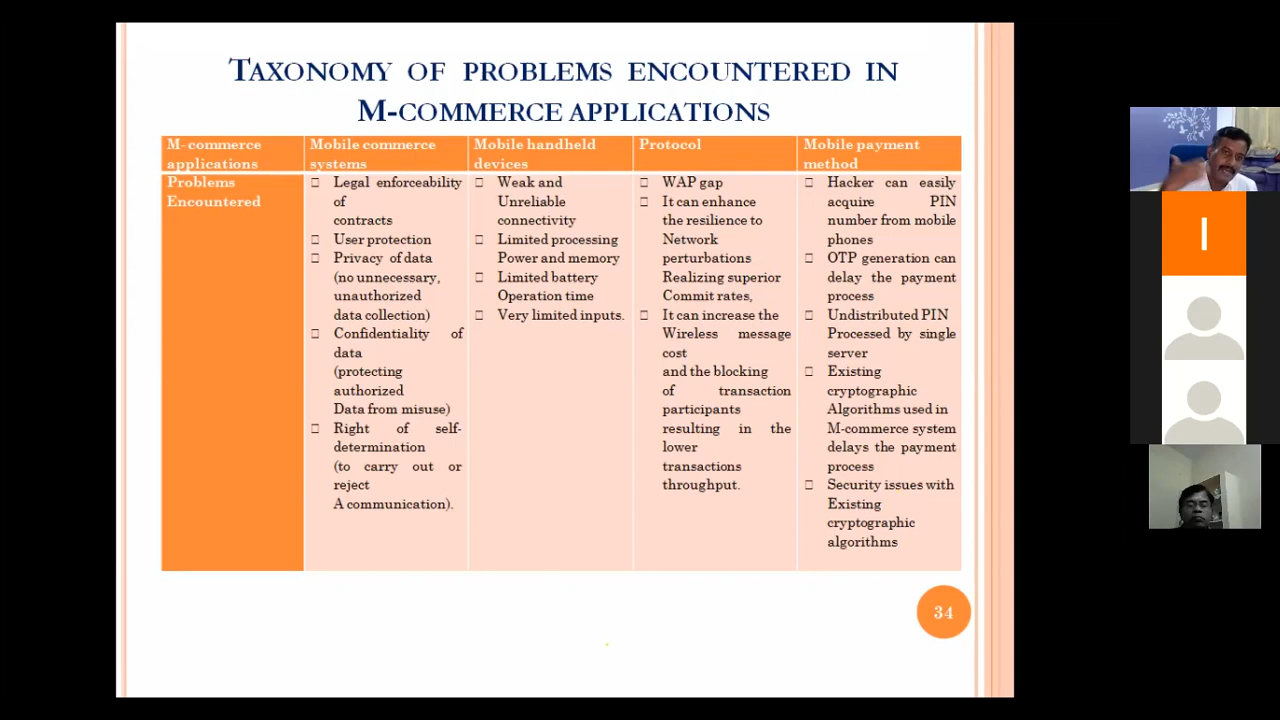 TAXONOMY OF PROBLEMS ENCOUNTERED IN
M-COMMERCE APPLICATIONS
M-commerce
applications
Mobile commerce
systems
Mobile handheld
devices
Protocol
Mobile payment
method
Problems
Encountered
Legal enforceability
of
contracts
User protection
Privacy of data
(no unnecessary,
unauthorized
data collection)
Confidentiality of
data
(protecting
authorized
Data from misuse)
Right of self-
determination
(to carry out or
reject
A communication).
Weak and
Unreliable
connectivity
Limited processing
Power and memory
Limited battery
Operation time
Very limited inputs.
WAP gap
It can enhance
the resilience to
Network
perturbations
Realizing superior
Commit rates,
It can increase the
Wireless message
cost
and the blocking
of transaction
participants
resulting in the
lower
transactions
throughput.
Hacker can easily
acquire PIN
number from mobile
phones
OTP generation can
delay the payment
process
Undistributed PIN
Processed by single
server
Existing
cryptographic
Algorithms used in
M-commerce system
delays the payment
process
Security issues with
Existing
cryptographic
algorithms
34
I